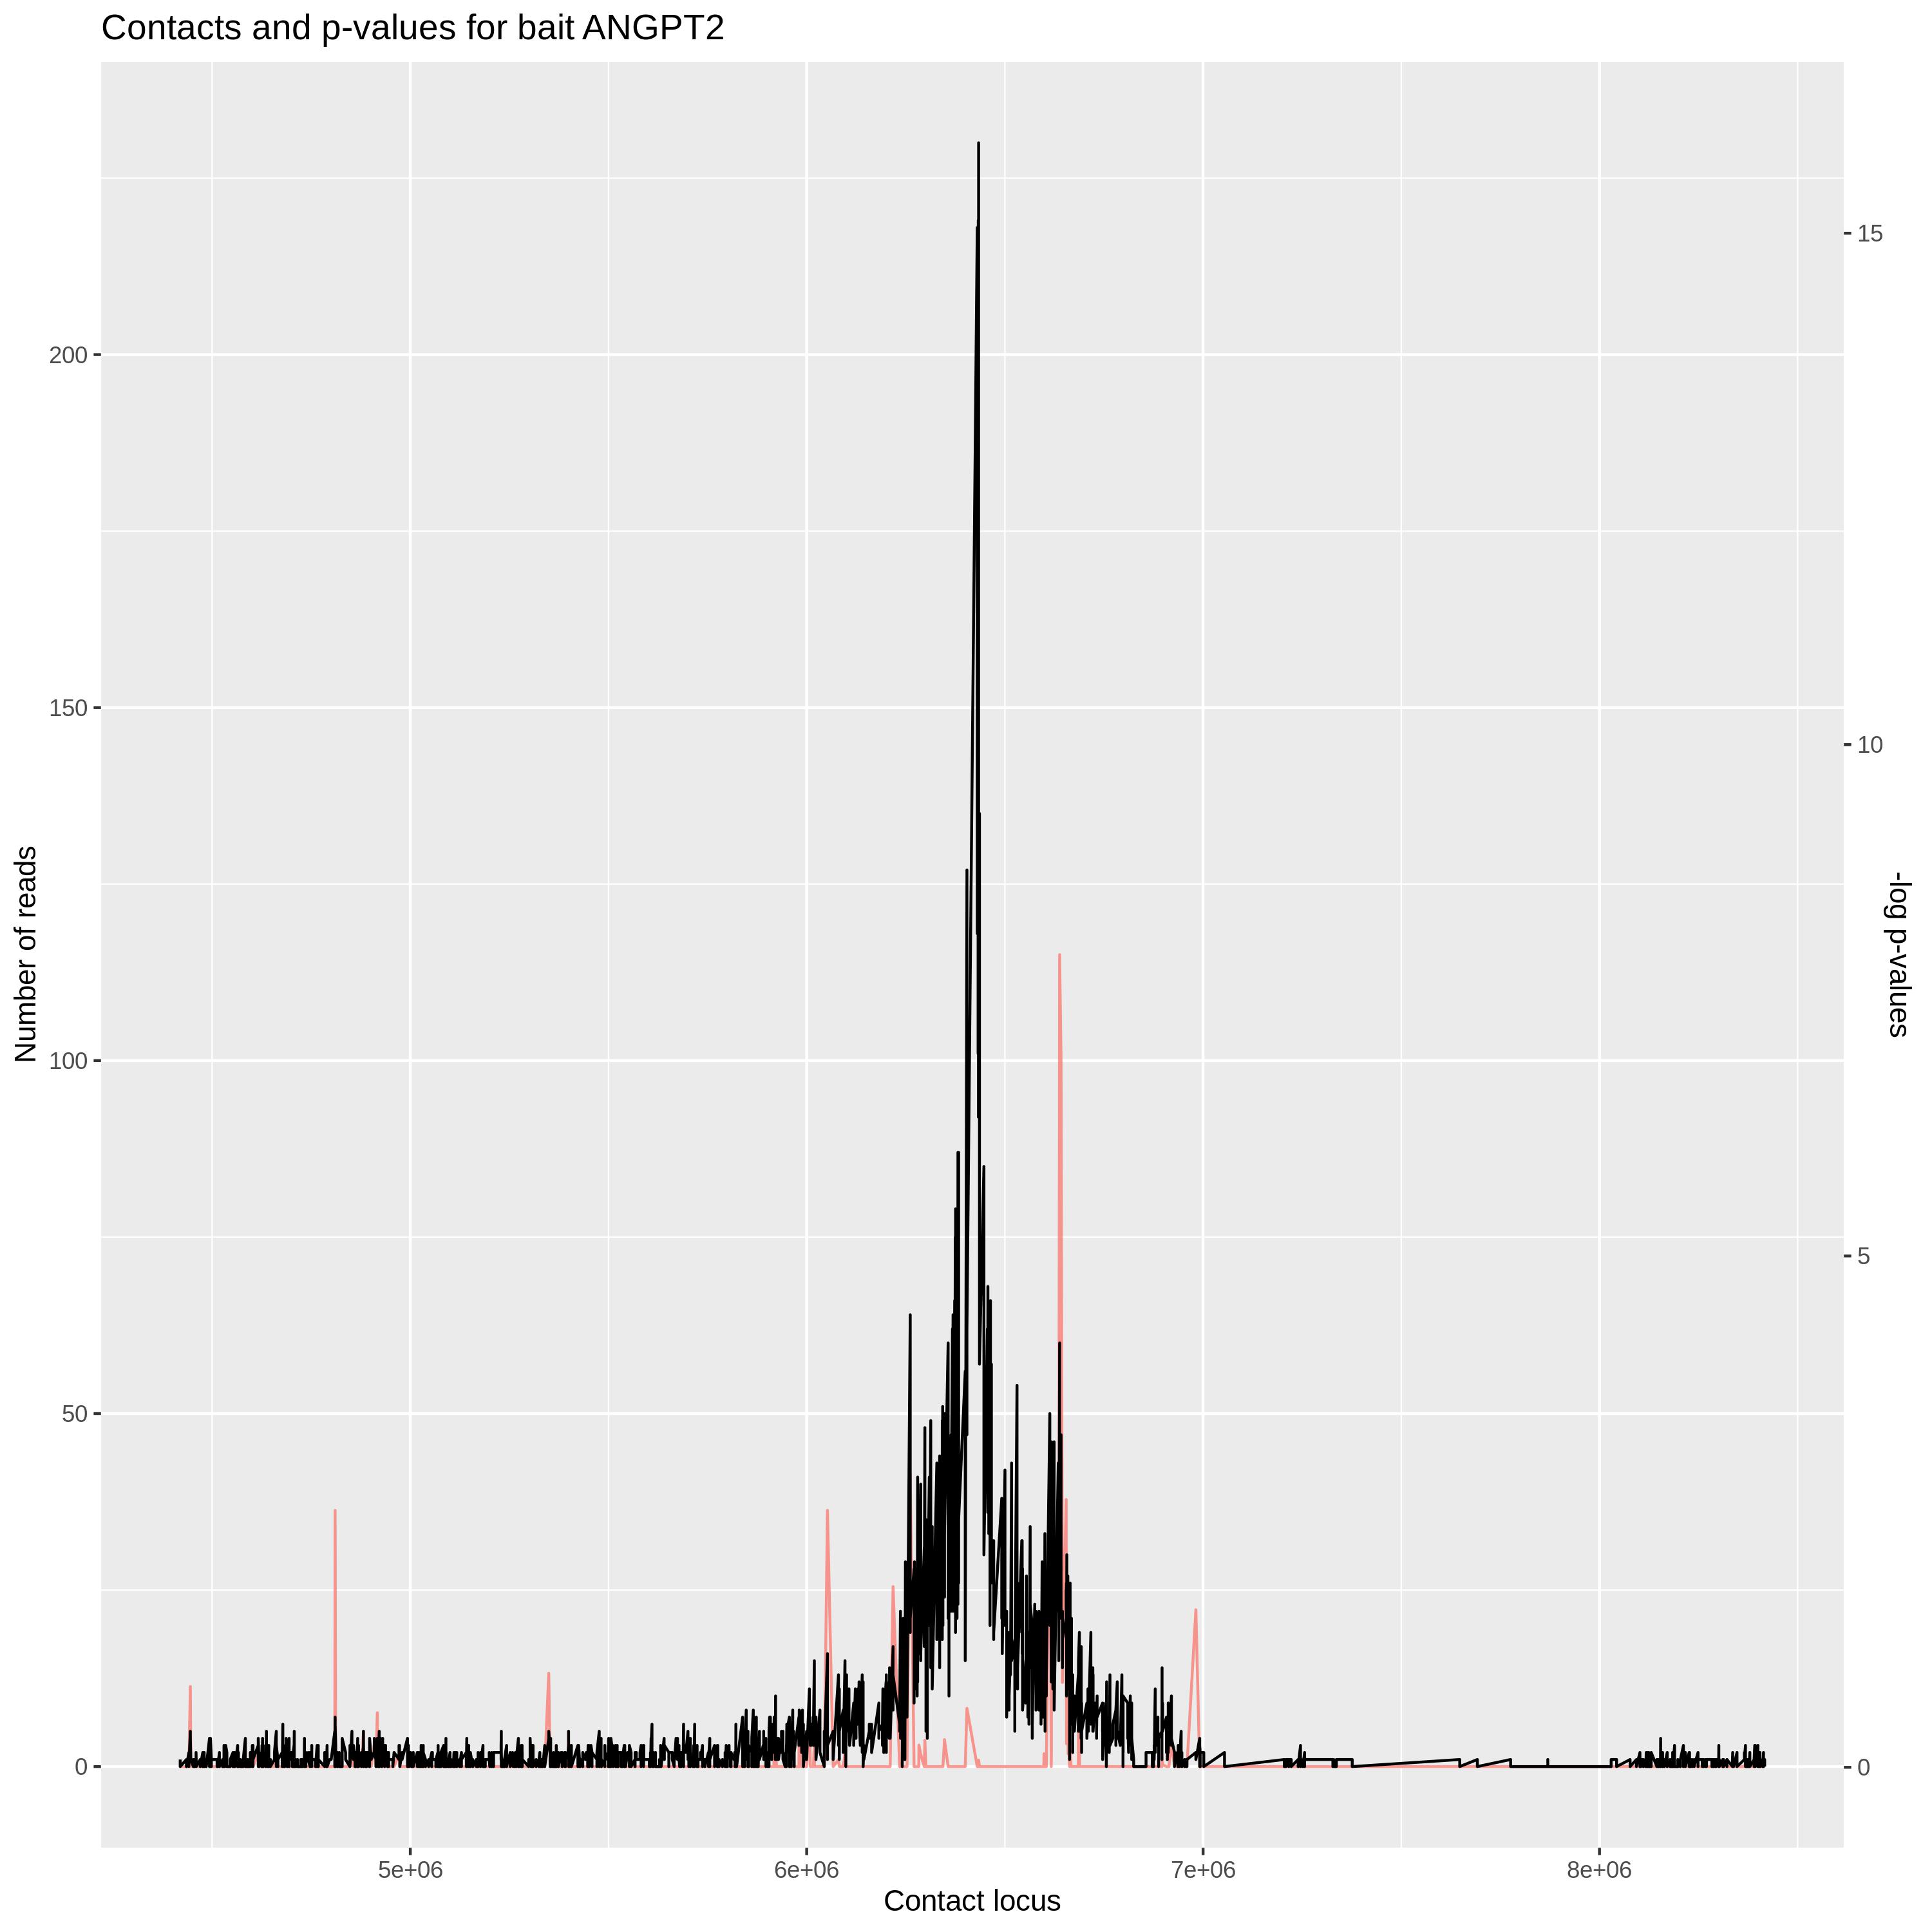 Contacts and p-values for bait ANGPT2
Number of reads
200
150
100
50
0
15
10
5
0
-log p-values
5e+06 6e+06 7e+06 8e+06
Contact locus